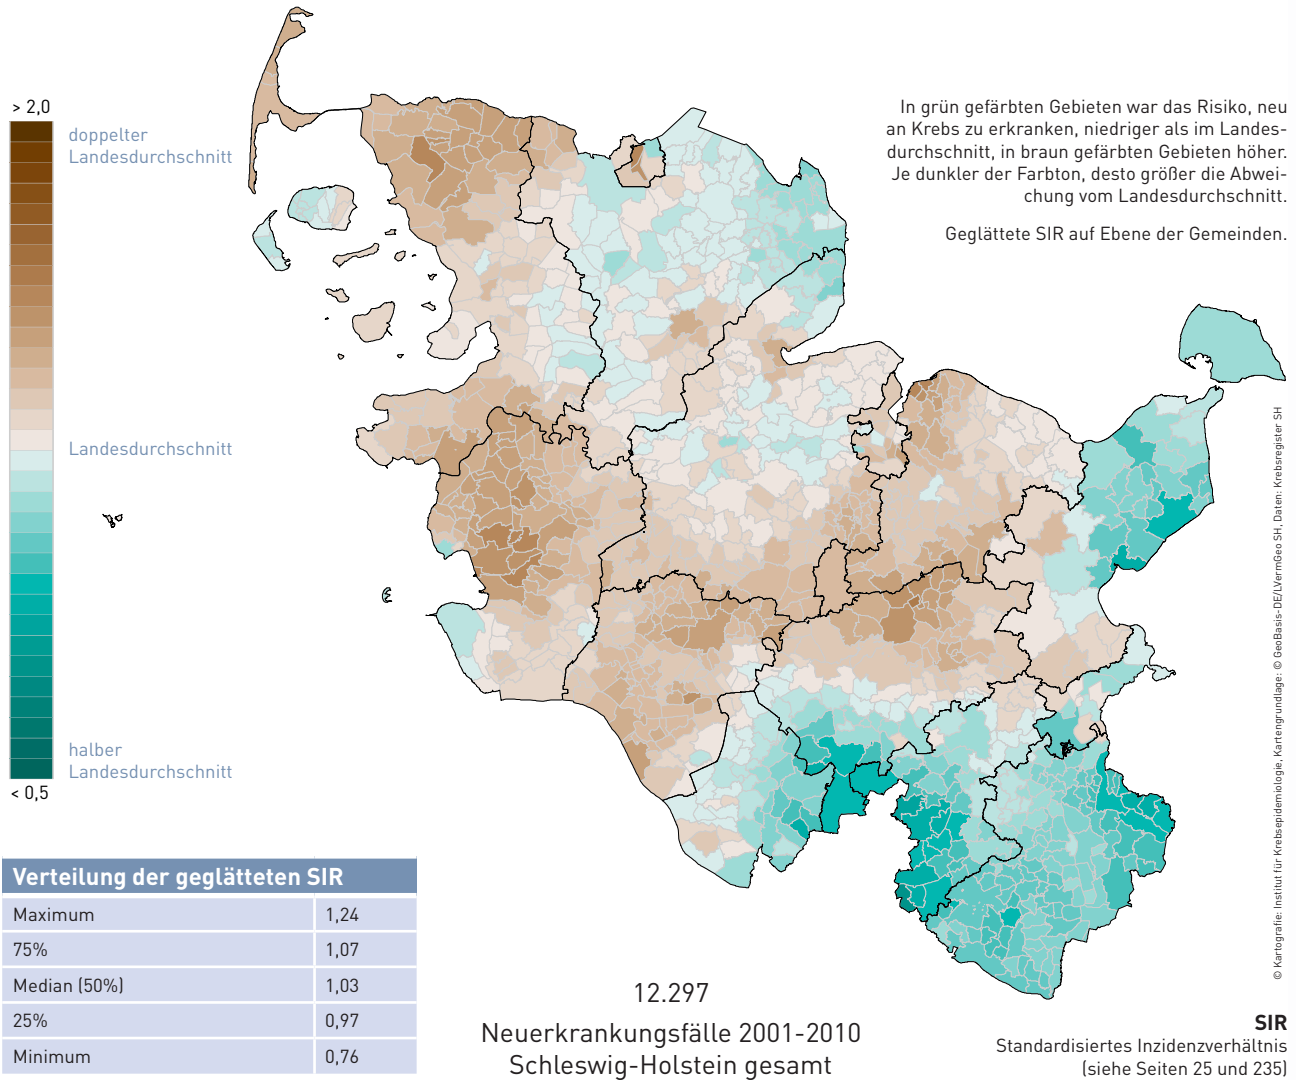 > 2,0
doppelter
Landesdurchschnitt
Landesdurchschnitt
halber
Landesdurchschnitt
< 0,5
In grün gefärbten Gebieten war das Risiko, neu
an Krebs zu erkranken, niedriger als im Landes-
durchschnitt, in braun gefärbten Gebieten höher.
Je dunkler der Farbton, desto größer die Abwei-
chung vom Landesdurchschnitt.
Geglättete SIR auf Ebene der Gemeinden.
© Kartografie: Institut für Krebsepidemiologie, Kartengrundlage: © GeoBasis-DE/LVermGeo SH, Daten: Krebsregister SH
Verteilung der geglätteten SIR
Maximum 1,24
75% 1,07
Median (50%) 1,03
25% 0,97
Minimum 0,76
12.297
Neuerkrankungsfälle 2001-2010
Schleswig-Holstein gesamt
SIR
Standardisiertes Inzidenzverhältnis
(siehe Seiten 25 und 235)